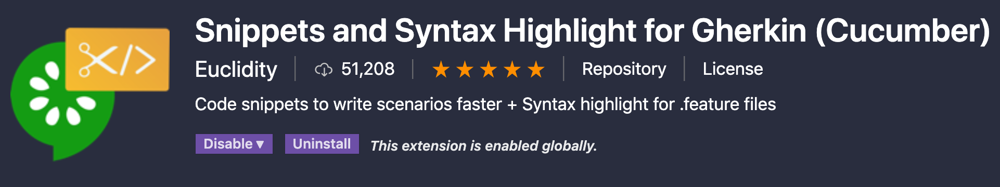 Snippets and Syntax Highlight for Gherkin (Cucumber)
Euclidity 51,208 ★★★★★ Repository License
Code snippets to write scenarios faster + Syntax highlight for .feature files
Disable ▼ Uninstall This extension is enabled globally.